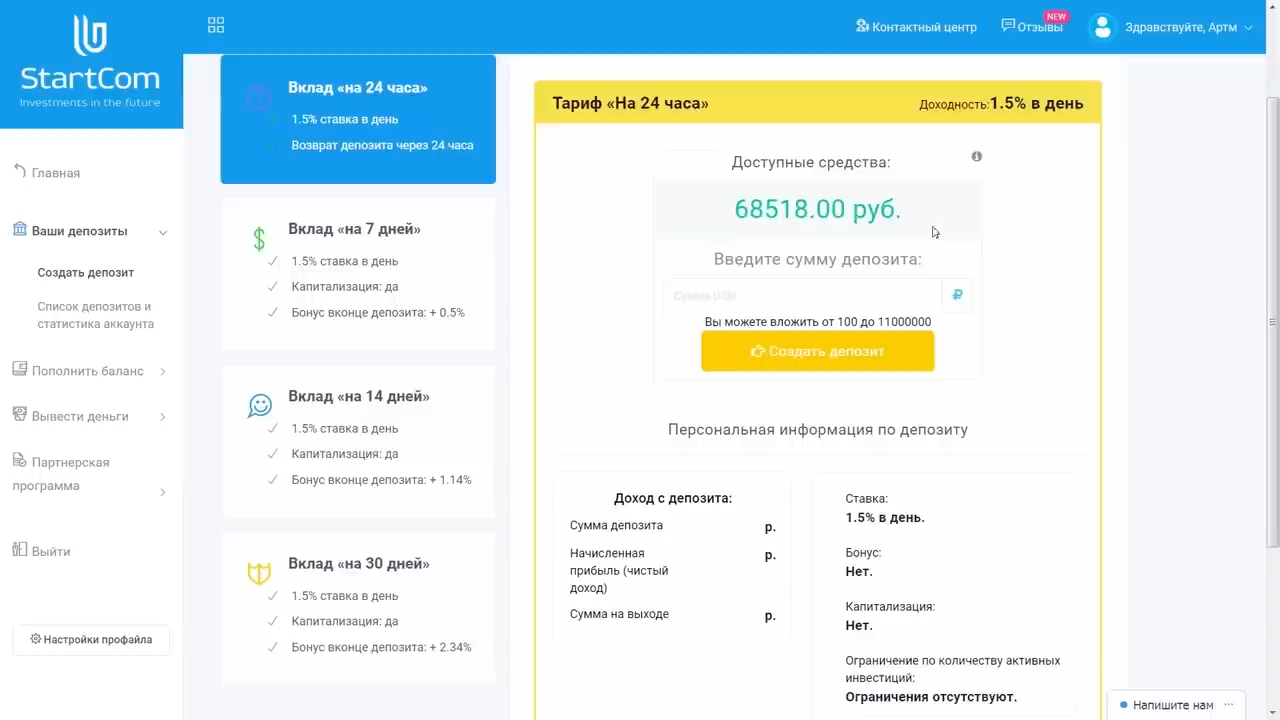 StartCom
Investments in the future
Контактный центр
Отзывы
NEW
Здравствуйте, Артм
Главная
Ваши депозиты
Создать депозит
Список депозитов и
статистика аккаунта
Пополнить баланс
Вывести деньги
Партнерская
программа
Выйти
Настройки профайла
Вклад «на 24 часа»
1.5% ставка в день
Возврат депозита через 24 часа
Вклад «на 7 дней»
1.5% ставка в день
Капитализация: да
Бонус вконце депозита: + 0.5%
Вклад «на 14 дней»
1.5% ставка в день
Капитализация: да
Бонус вконце депозита: + 1.14%
Вклад «на 30 дней»
1.5% ставка в день
Капитализация: да
Бонус вконце депозита: + 2.34%
Тариф «На 24 часа»
Доходность:1.5% в день
Доступные средства:
68518.00 руб.
Введите сумму депозита:
Сумма 0.00
₽
Вы можете вложить от 100 до 11000000
Создать депозит
Персональная информация по депозиту
Доход с депозита:
Сумма депозита р.
Начисленная р.
прибыль (чистый
доход)
Сумма на выходе р.
Ставка:
1.5% в день.
Бонус:
Нет.
Капитализация:
Нет.
Ограничение по количеству активных
инвестиций:
Ограничения отсутствуют.
Напишите нам